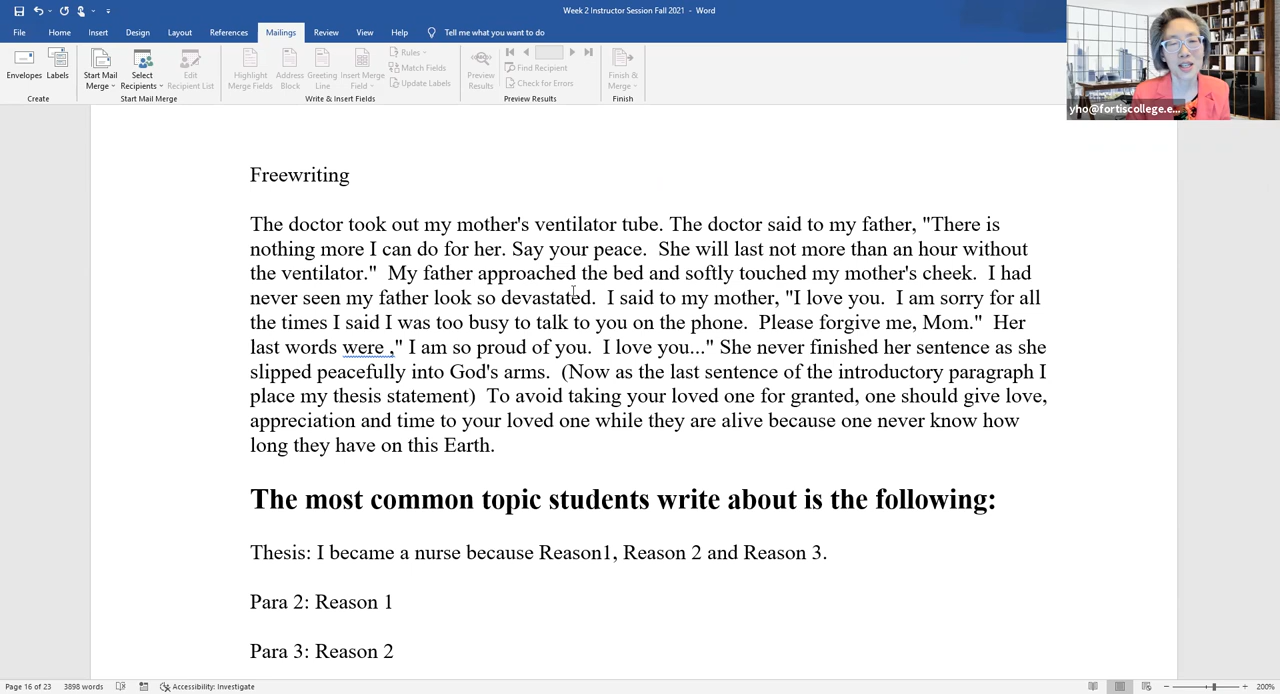 Week 2 Instructor Session Fall 2021 - Word
File Home Insert Design Layout References Mailings Review View Help Tell me what you want to do
Envelopes Labels Start Mail Merge Select Recipients Edit Recipient List Highlight Merge Fields Address Block Greeting Line Insert Merge Field Rules Match Fields Update Labels Preview Results Find Recipient Check for Errors Finish & Merge
Create Start Mail Merge Write & Insert Fields Preview Results Finish
yho@fortiscollege.e...
Freewriting
The doctor took out my mother's ventilator tube. The doctor said to my father, "There is
nothing more I can do for her. Say your peace.  She will last not more than an hour without
the ventilator."  My father approached the bed and softly touched my mother's cheek.  I had
never seen my father look so devastated.  I said to my mother, "I love you.  I am sorry for all
the times I said I was too busy to talk to you on the phone.  Please forgive me, Mom."  Her
last words were ," I am so proud of you.  I love you..." She never finished her sentence as she
slipped peacefully into God's arms.  (Now as the last sentence of the introductory paragraph I
place my thesis statement)  To avoid taking your loved one for granted, one should give love,
appreciation and time to your loved one while they are alive because one never know how
long they have on this Earth.
The most common topic students write about is the following:
Thesis: I became a nurse because Reason1, Reason 2 and Reason 3.
Para 2: Reason 1
Para 3: Reason 2
Page 16 of 23 3898 words Accessibility: Investigate 200%